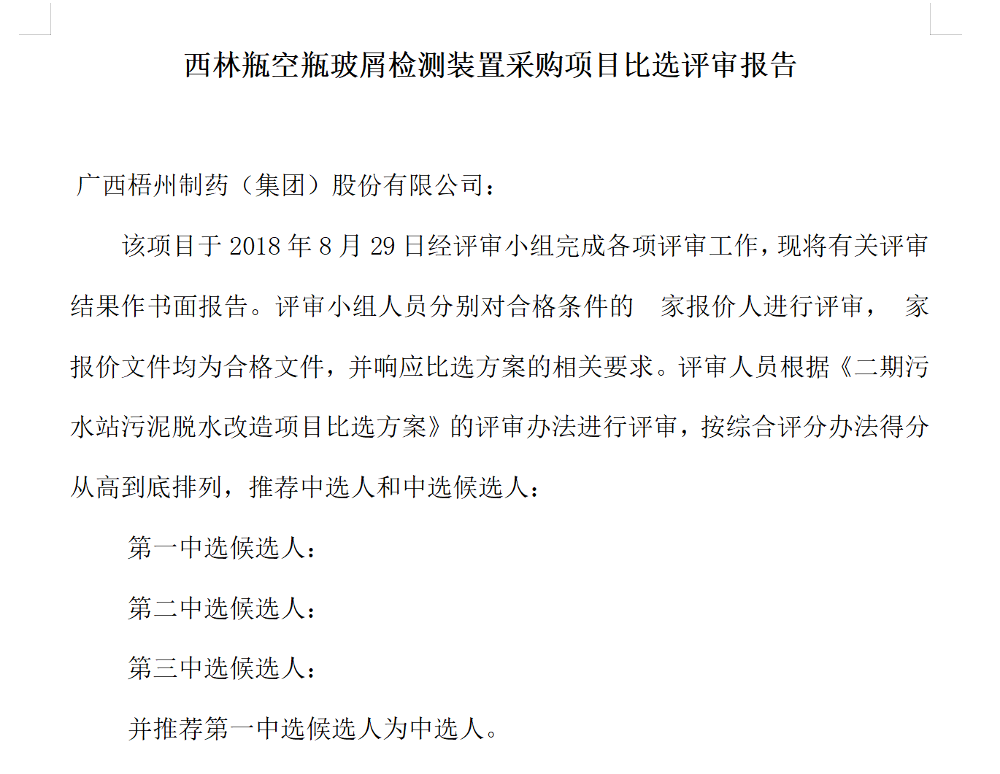 西林瓶空瓶玻屑检测装置采购项目比选评审报告
广西梧州制药（集团）股份有限公司：
该项目于 2018 年 8 月 29 日经评审小组完成各项评审工作，现将有关评审
结果作书面报告。评审小组人员分别对合格条件的　家报价人进行评审，　家
报价文件均为合格文件，并响应比选方案的相关要求。评审人员根据《二期污
水站污泥脱水改造项目比选方案》的评审办法进行评审，按综合评分办法得分
从高到底排列，推荐中选人和中选候选人：
第一中选候选人：
第二中选候选人：
第三中选候选人：
并推荐第一中选候选人为中选人。